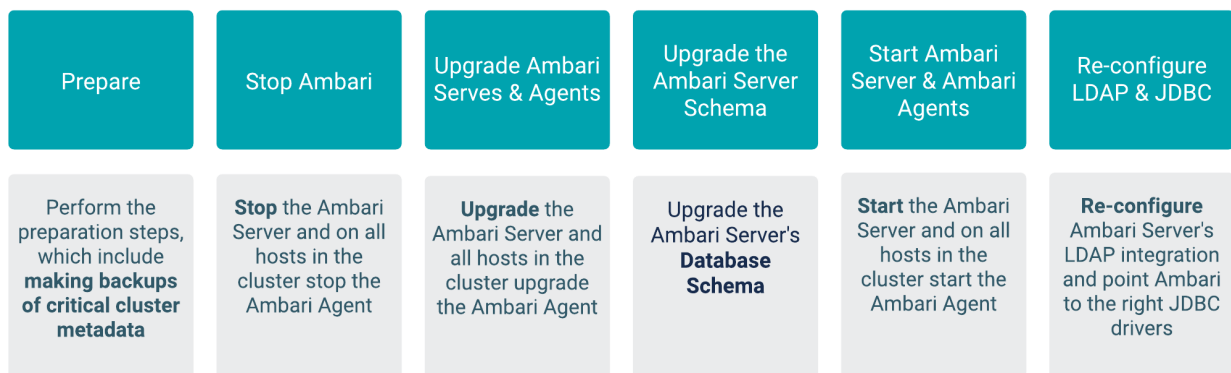 Prepare
Stop Ambari
Upgrade Ambari
Serves & Agents
Upgrade the
Ambari Server
Schema
Start Ambari
Server & Ambari
Agents
Re-configure
LDAP & JDBC
Perform the
preparation steps,
which include
making backups
of critical cluster
metadata
Stop the Ambari
Server and on all
hosts in the
cluster stop the
Ambari Agent
Upgrade the
Ambari Server and
all hosts in the
cluster upgrade
the Ambari Agent
Upgrade the
Ambari Server's
Database
Schema
Start the Ambari
Server and on all
hosts in the
cluster start the
Ambari Agent
Re-configure
Ambari Server's
LDAP integration
and point Ambari
to the right JDBC
drivers